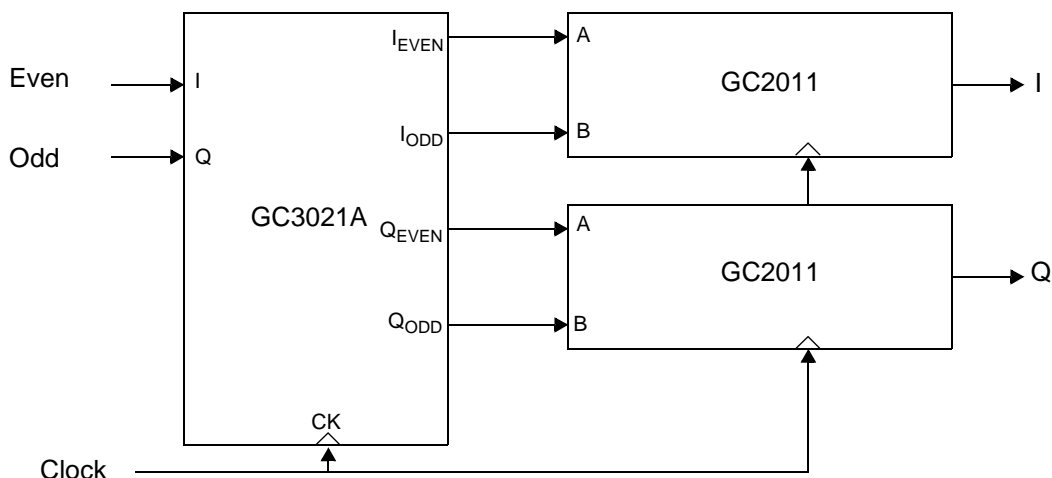 Even
Odd
Clock
I
Q
GC3021A
CK
I_EVEN
I_ODD
Q_EVEN
Q_ODD
A
B
GC2011
I
A
B
GC2011
Q